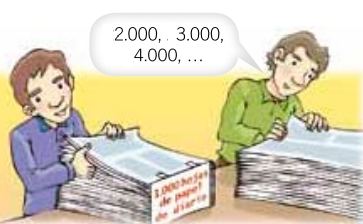 2.000, 3.000,
4.000, ...
1.000 hojas
de papel
de diario